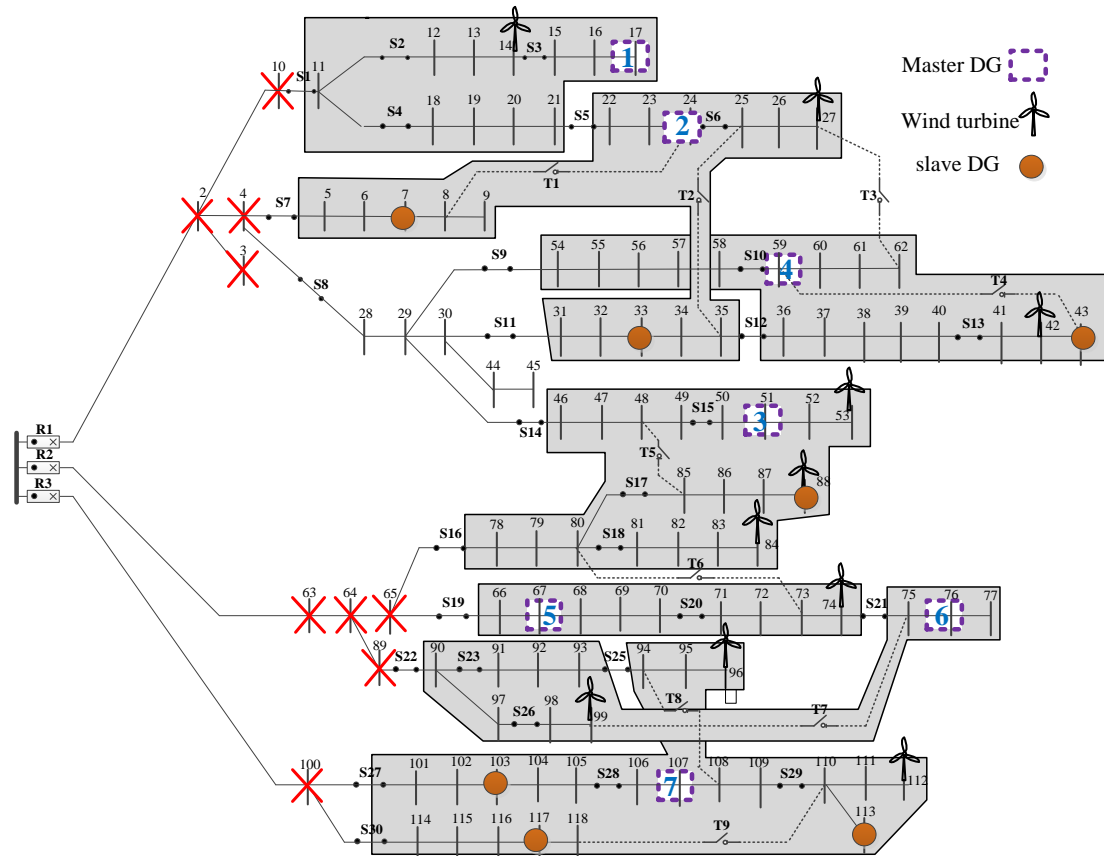 10 S1 11 S2 12 13 14 S3 15 16 17 1
Master DG
S4 18 19 20 21 S5 22 23 24 2 S6 25 26 27
Wind turbine
slave DG
T1 T2 T3
2 4 S7 5 6 7 8 9
3 S8
S9 54 55 56 57 58 S10 59 4 60 61 62
T4
28 29 30 S11 31 32 33 34 35 S12 36 37 38 39 40 S13 41 42 43
44 45
S14 46 47 48 49 S15 50 51 3 52 53
R1
R2
R3
T5
S17 85 86 87 88
S16 78 79 80 S18 81 82 83 84
T6
63 64 65 S19 66 67 5 68 69 70 S20 71 72 73 74 S21 75 76 6 77
89 S22 90 S23 91 92 93 S25 94 95 96
97 S26 98 99 T8 T7
100 S27 101 102 103 104 105 S28 106 107 7 108 109 S29 110 111 112
S30 114 115 116 117 118 T9 113